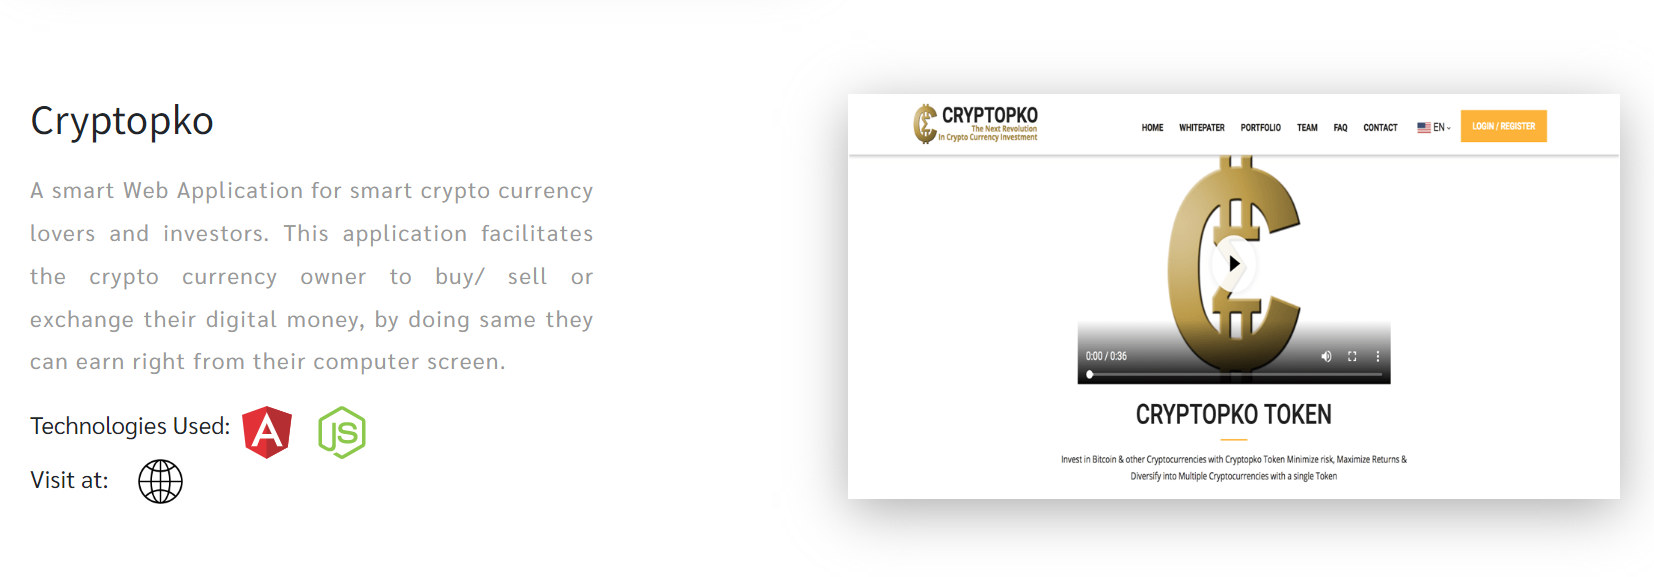 Cryptopko
A smart Web Application for smart crypto currency
lovers and investors. This application facilitates
the crypto currency owner to buy/ sell or
exchange their digital money, by doing same they
can earn right from their computer screen.
Technologies Used: A JS
Visit at:
CRYPTOPKO
The Next Revolution
In Crypto Currency Investment
HOME WHITEPATER PORTFOLIO TEAM FAQ CONTACT EN LOGIN / REGISTER
0:00 / 0:36
CRYPTOPKO TOKEN
Invest in Bitcoin & other Cryptocurrencies with Cryptopko Token Minimize risk, Maximize Returns &
Diversify into Multiple Cryptocurrencies with a single Token